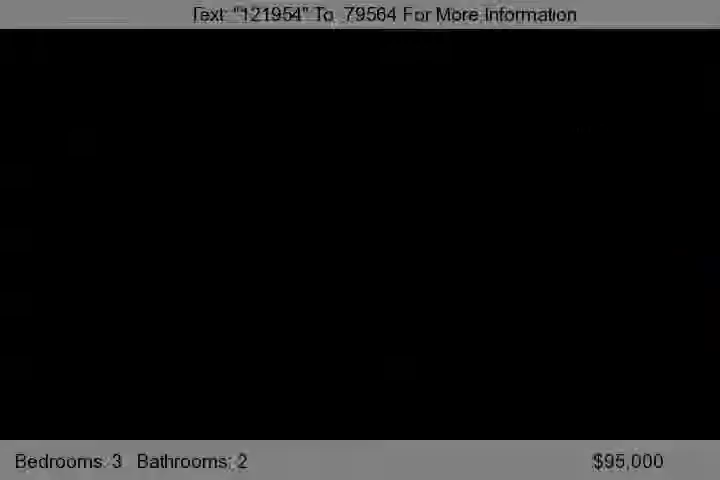 Text: "121954" To  79564 For More Information
Bedrooms: 3   Bathrooms: 2   $95,000